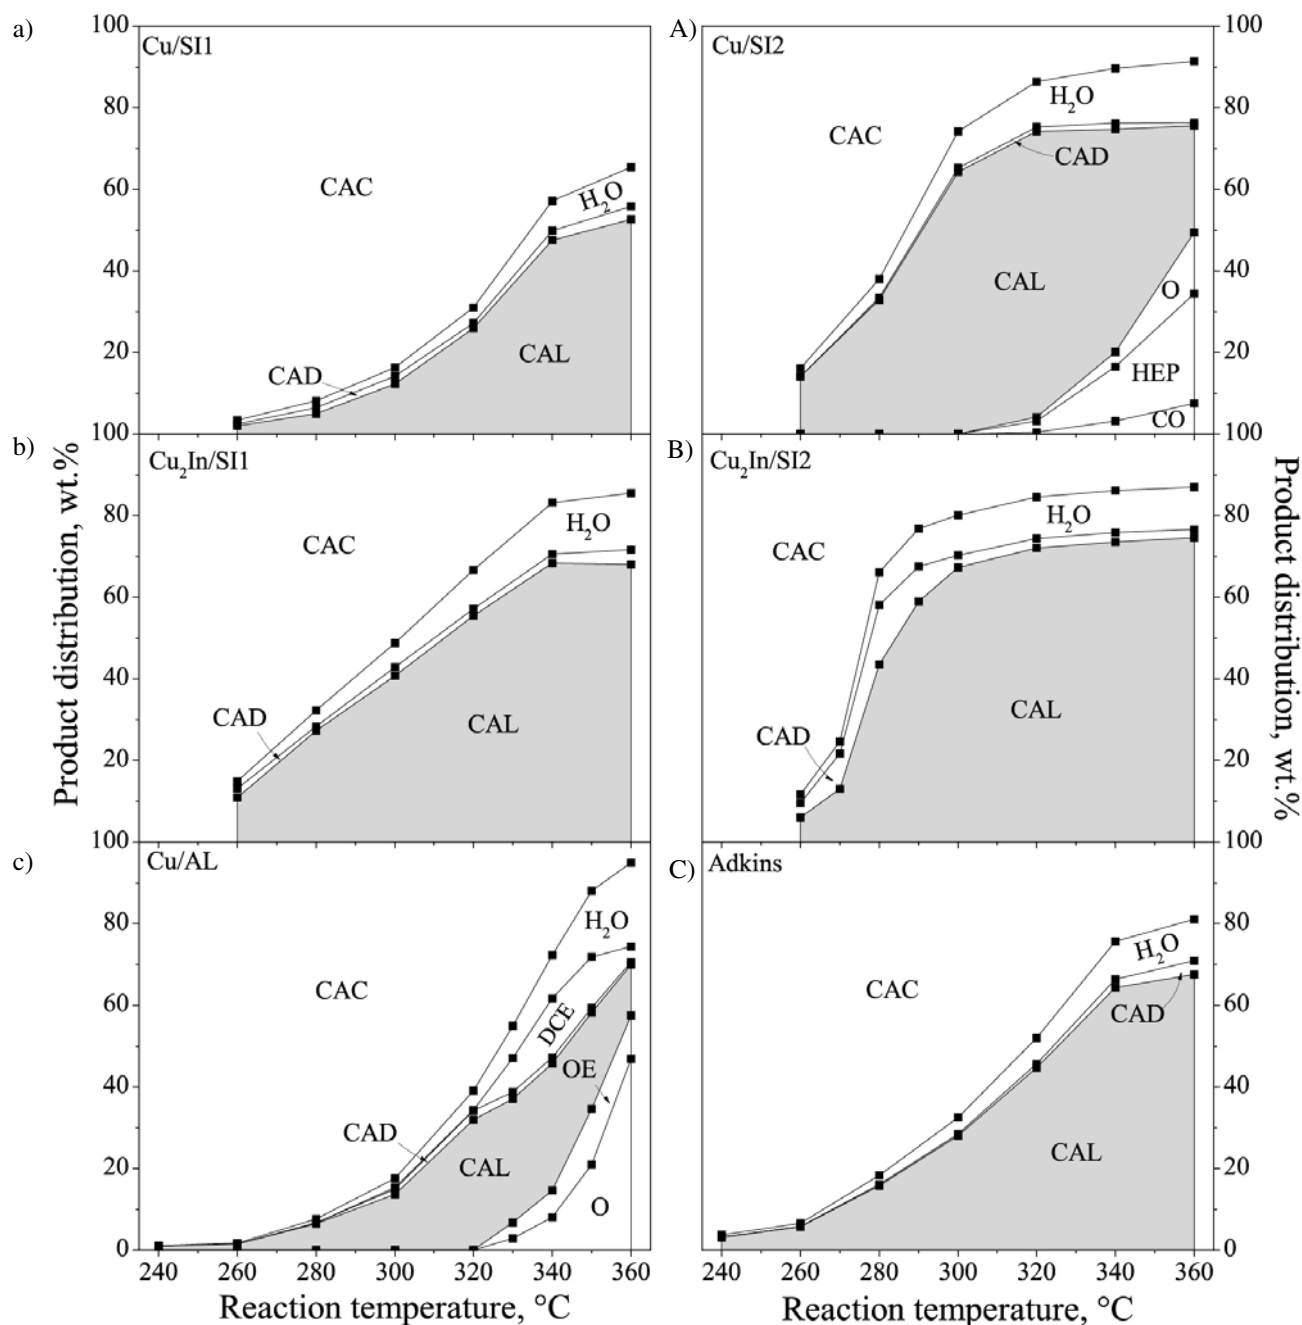 a)
Cu/SI1
100
80
60
40
20
100
CAC
H2O
CAD
CAL
A)
Cu/SI2
100
80
60
40
20
100
CAC
H2O
CAD
CAL
O
HEP
CO
b)
Cu2In/SI1
80
60
40
20
100
CAC
H2O
CAD
CAL
Product distribution, wt.%
B)
Cu2In/SI2
80
60
40
20
100
CAC
H2O
CAD
CAL
Product distribution, wt.%
c)
Cu/AL
80
60
40
20
0
CAC
H2O
DCE
OE
CAD
CAL
O
240 260 280 300 320 340 360
Reaction temperature, °C
C)
Adkins
80
60
40
20
0
CAC
H2O
CAD
CAL
240 260 280 300 320 340 360
Reaction temperature, °C